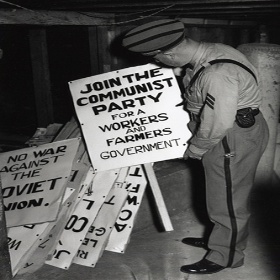 JOIN THE
COMMUNIST
PARTY
FOR A
WORKERS
AND
FARMERS
GOVERNMENT
NO WAR
AGAINST
THE
SOVIET
UNION.